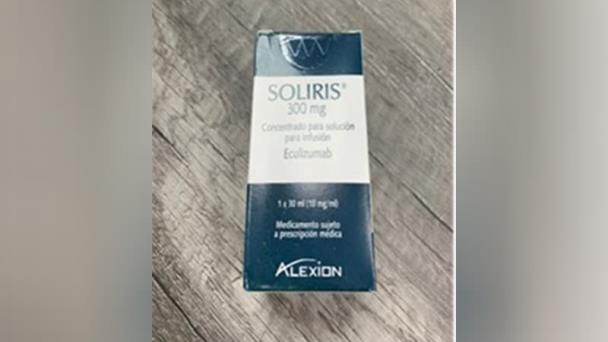 SOLIRIS®
300 mg
Concentrado para solución
para infusión
Eculizumab
1 x 30 ml (10 mg/ml)
Medicamento sujeto
a prescripción médica
ALEXION